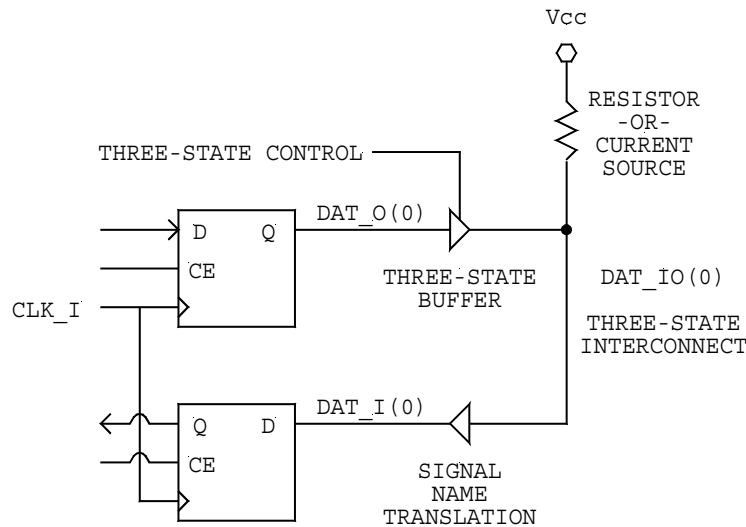 Vcc
RESISTOR
-OR-
CURRENT
SOURCE
THREE-STATE CONTROL
D
Q
DAT_O(0)
CE
THREE-STATE
BUFFER
DAT_IO(0)
CLK_I
THREE-STATE
INTERCONNECT
Q
D
DAT_I(0)
CE
SIGNAL
NAME
TRANSLATION